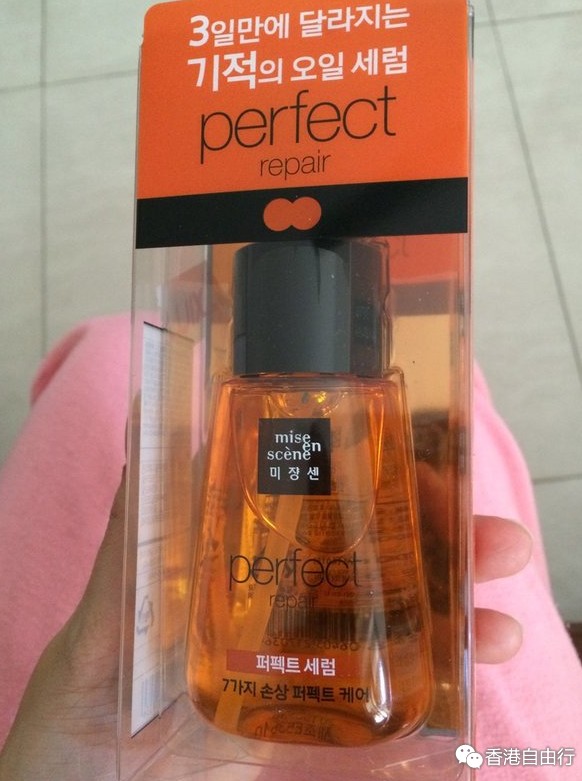 3일만에 달라지는
기적의 오일 세럼
perfect
repair
mise
en
scène
미쟝센
perfect
repair
퍼펙트 세럼
7가지 손상 퍼펙트 케어
香港自由行